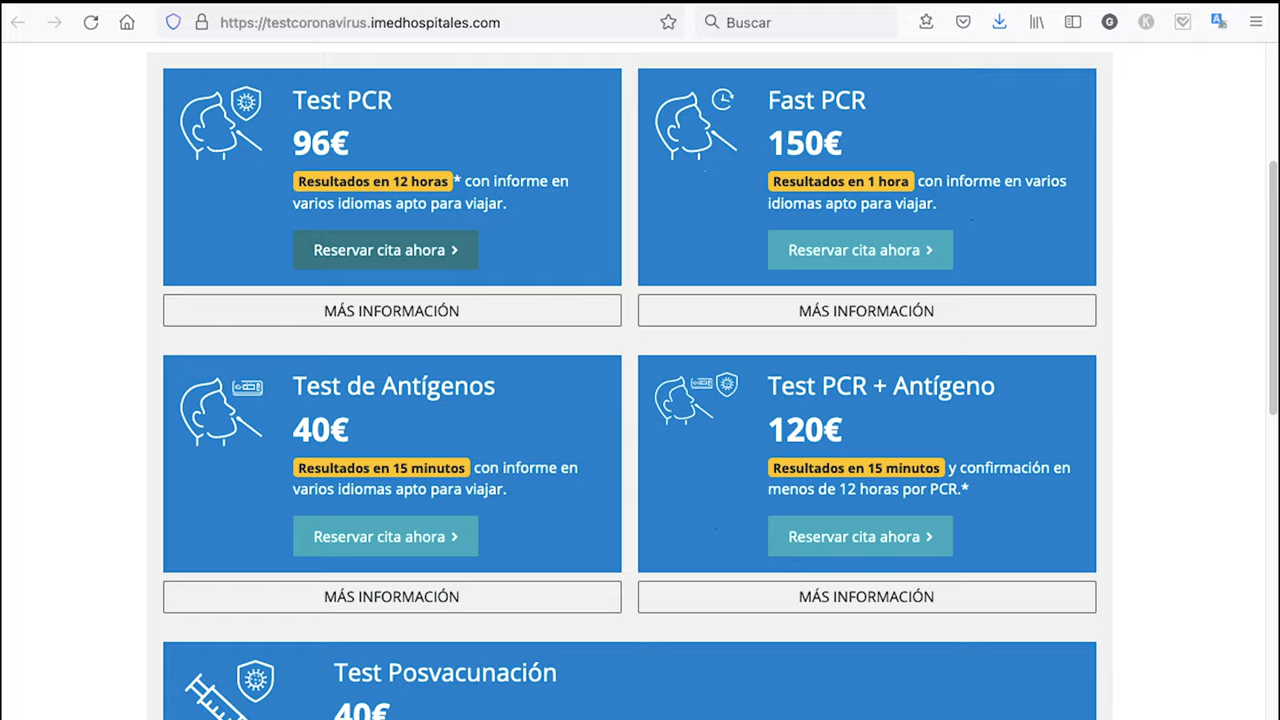 https://testcoronavirus.imedhospitales.com
Buscar
Test PCR
96€
Resultados en 12 horas * con informe en
varios idiomas apto para viajar.
Reservar cita ahora
MÁS INFORMACIÓN
Fast PCR
150€
Resultados en 1 hora con informe en varios
idiomas apto para viajar.
Reservar cita ahora
MÁS INFORMACIÓN
Test de Antígenos
40€
Resultados en 15 minutos con informe en
varios idiomas apto para viajar.
Reservar cita ahora
MÁS INFORMACIÓN
Test PCR + Antígeno
120€
Resultados en 15 minutos y confirmación en
menos de 12 horas por PCR.*
Reservar cita ahora
MÁS INFORMACIÓN
Test Posvacunación
40€